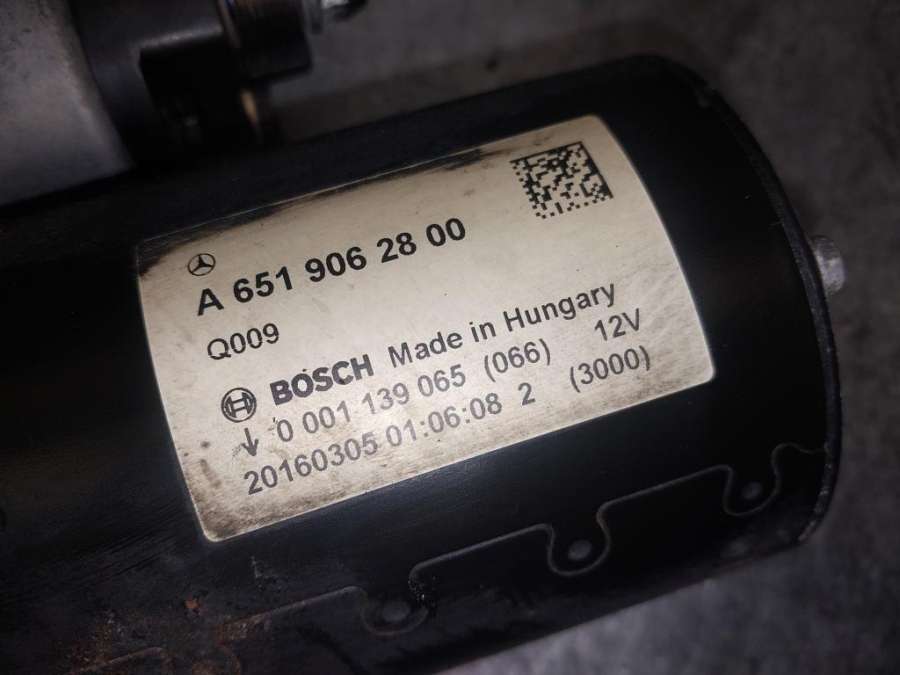 A 651 906 28 00
Q009
BOSCH Made in Hungary
0 001 139 065 (066) 12V
20160305 01:06:08 2 (3000)